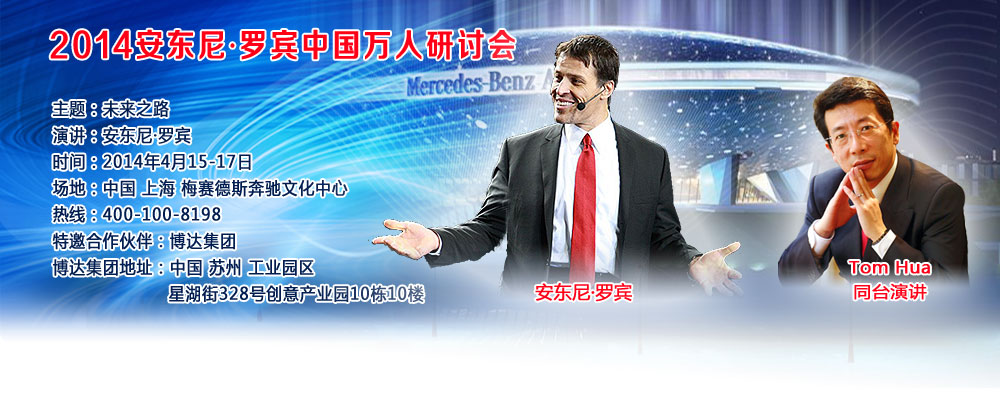 2014安东尼·罗宾中国万人研讨会
Mercedes-Benz A
主题：未来之路
演讲：安东尼·罗宾
时间：2014年4月15-17日
场地：中国 上海 梅赛德斯奔驰文化中心
热线：400-100-8198
特邀合作伙伴：博达集团
博达集团地址：中国 苏州 工业园区
星湖街328号创意产业园10栋10楼
安东尼·罗宾
Tom Hua
同台演讲